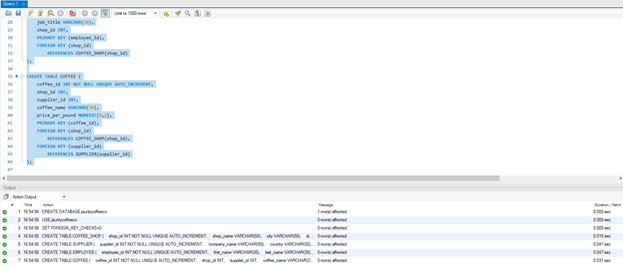 Query 1
Limit to 1000 rows
28 job_title VARCHAR(30),
29 shop_id INT,
30 PRIMARY KEY (employee_id),
31 FOREIGN KEY (shop_id)
32 REFERENCES COFFEE_SHOP(shop_id)
33 );
34
35 CREATE TABLE COFFEE (
36 coffee_id INT NOT NULL UNIQUE AUTO_INCREMENT,
37 shop_id INT,
38 supplier_id INT,
39 coffee_name VARCHAR(30),
40 price_per_pound NUMERIC(5,2),
41 PRIMARY KEY (coffee_id),
42 FOREIGN KEY (shop_id)
43 REFERENCES COFFEE_SHOP(shop_id),
44 FOREIGN KEY (supplier_id)
45 REFERENCES SUPPLIER(supplier_id)
46 );
47
Output
Action Output
# Time Action Message Duration / Fetch
1 16:54:56 CREATE DATABASE jauntycoffeeco 1 row(s) affected 0.000 sec
2 16:54:56 USE jauntycoffeeco 0 row(s) affected 0.000 sec
3 16:54:56 SET FOREIGN_KEY_CHECKS=0 0 row(s) affected 0.000 sec
4 16:54:56 CREATE TABLE COFFEE_SHOP ( shop_id INT NOT NULL UNIQUE AUTO_INCREMENT, shop_name VARCHAR(50), city VARCHAR(50), st... 0 row(s) affected 0.015 sec
5 16:54:56 CREATE TABLE SUPPLIER ( supplier_id INT NOT NULL UNIQUE AUTO_INCREMENT, company_name VARCHAR(50), country VARCHAR(30)... 0 row(s) affected 0.047 sec
6 16:54:56 CREATE TABLE EMPLOYEE ( employee_id INT NOT NULL UNIQUE AUTO_INCREMENT, first_name VARCHAR(30), last_name VARCHAR(30)... 0 row(s) affected 0.047 sec
7 16:54:56 CREATE TABLE COFFEE ( coffee_id INT NOT NULL UNIQUE AUTO_INCREMENT, shop_id INT, supplier_id INT, coffee_name VARCHAR(3... 0 row(s) affected 0.031 sec